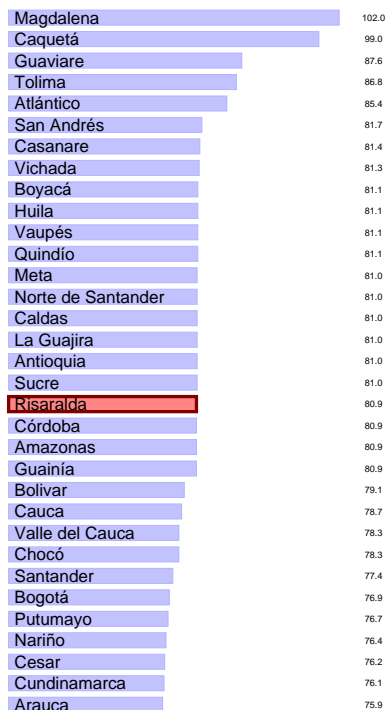 Magdalena 102.0
Caquetá 99.0
Guaviare 87.6
Tolima 86.8
Atlántico 85.4
San Andrés 81.7
Casanare 81.4
Vichada 81.3
Boyacá 81.1
Huila 81.1
Vaupés 81.1
Quindío 81.1
Meta 81.0
Norte de Santander 81.0
Caldas 81.0
La Guajira 81.0
Antioquia 81.0
Sucre 81.0
Risaralda 80.9
Córdoba 80.9
Amazonas 80.9
Guainía 80.9
Bolivar 79.1
Cauca 78.7
Valle del Cauca 78.3
Chocó 78.3
Santander 77.4
Bogotá 76.9
Putumayo 76.7
Nariño 76.4
Cesar 76.2
Cundinamarca 76.1
Arauca 75.9